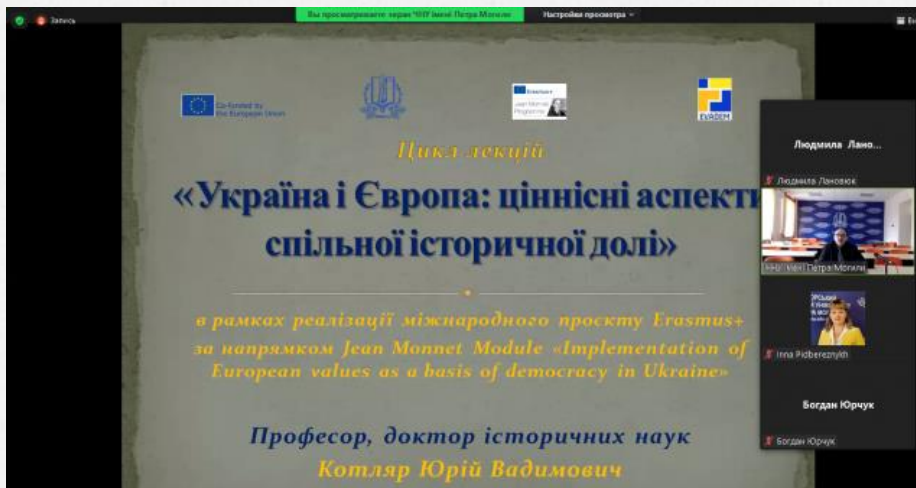 Запись
Вы просматриваете экран ЧНУ імені Петра Могили
Настройки просмотра
Co-funded by
the European Union
Erasmus+
Jean Monnet
Programme
EVADEM
Цикл лекцій
«Україна і Європа: ціннісні аспекти
спільної історичної долі»
в рамках реалізації міжнародного проєкту Erasmus+
за напрямком Jean Monnet Module «Implementation of
European values as a basis of democracy in Ukraine»
Професор, доктор історичних наук
Котляр Юрій Вадимович
Людмила Лано...
Людмила Лановюк
імені Петра Могили
Inna Pidbereznykh
Богдан Юрчук
Богдан Юрчук